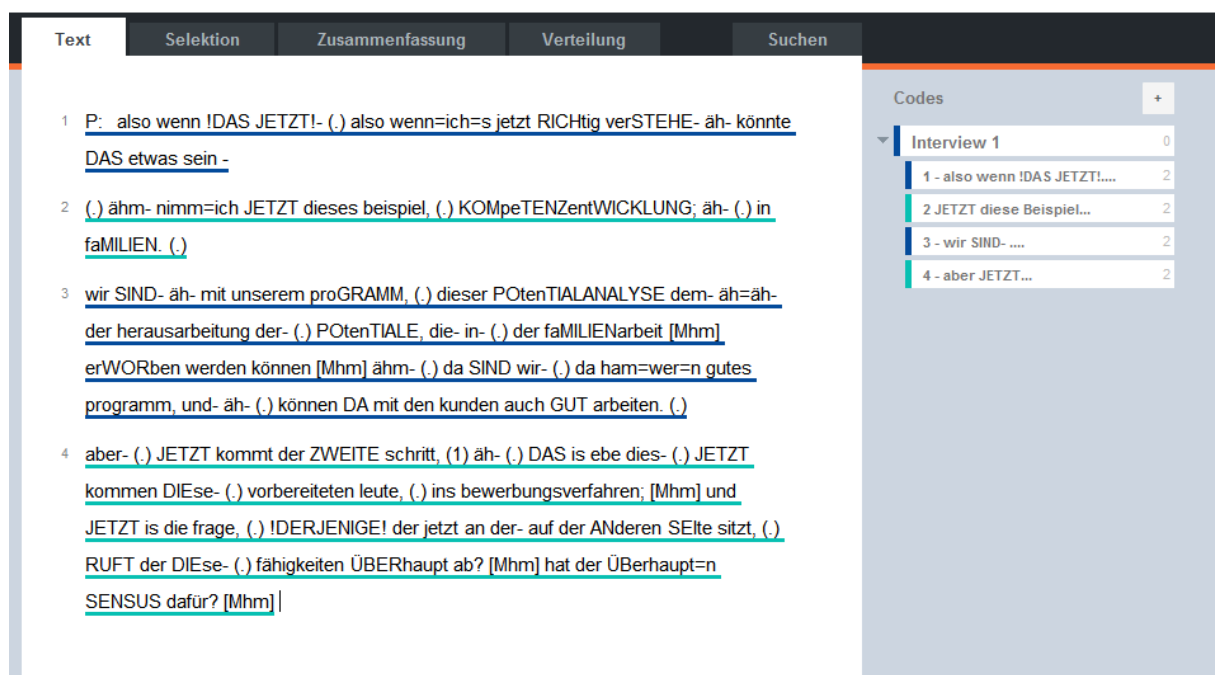 Text Selektion Zusammenfassung Verteilung Suchen
1 P: also wenn !DAS JETZT!- (.) also wenn=ich=s jetzt RICHtig verSTEHE- äh- könnte
DAS etwas sein -
2 (.) ähm- nimm=ich JETZT dieses beispiel, (.) KOMpeTENZentWICKLUNG; äh- (.) in
faMILIEN. (.)
3 wir SIND- äh- mit unserem proGRAMM, (.) dieser POtenTIALANALYSE dem- äh=äh-
der herausarbeitung der- (.) POtenTIALE, die- in- (.) der faMILIENarbeit [Mhm]
erWORben werden können [Mhm] ähm- (.) da SIND wir- (.) da ham=wer=n gutes
programm, und- äh- (.) können DA mit den kunden auch GUT arbeiten. (.)
4 aber- (.) JETZT kommt der ZWEITE schritt, (1) äh- (.) DAS is ebe dies- (.) JETZT
kommen DIEse- (.) vorbereiteten leute, (.) ins bewerbungsverfahren; [Mhm] und
JETZT is die frage, (.) !DERJENIGE! der jetzt an der- auf der ANderen SEIte sitzt, (.)
RUFT der DIEse- (.) fähigkeiten ÜBERhaupt ab? [Mhm] hat der ÜBerhaupt=n
SENSUS dafür? [Mhm]
Codes +
Interview 1 0
1 - also wenn !DAS JETZT!.... 2
2 JETZT diese Beispiel... 2
3 - wir SIND- .... 2
4 - aber JETZT... 2